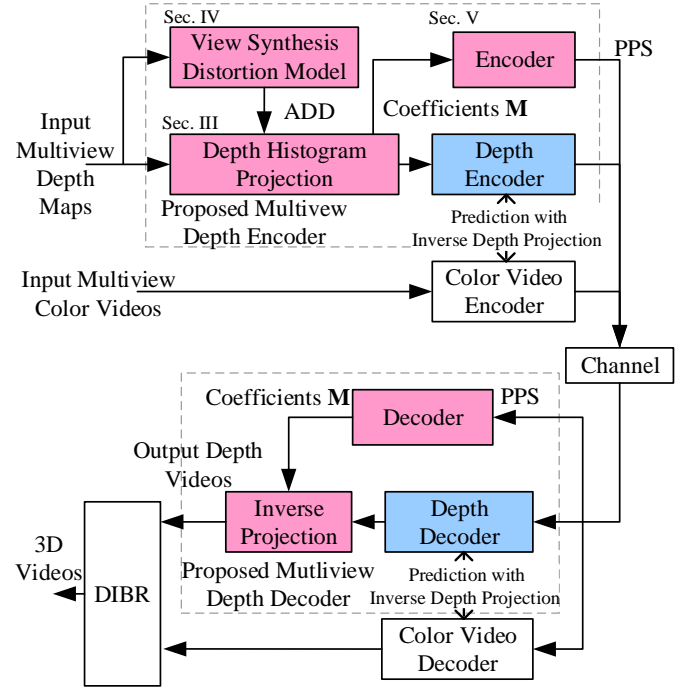 Sec. IV
Sec. V
View Synthesis
Distortion Model
Encoder
PPS
ADD
Coefficients M
Input
Multiview
Depth
Maps
Sec. III
Depth Histogram
Projection
Depth
Encoder
Proposed Multivew
Depth Encoder
Prediction with
Inverse Depth Projection
Input Multiview
Color Videos
Color Video
Encoder
Channel
Coefficients M
PPS
Decoder
Output Depth
Videos
Inverse
Projection
Depth
Decoder
3D
Videos
DIBR
Proposed Mutliview
Depth Decoder
Prediction with
Inverse Depth Projection
Color Video
Decoder